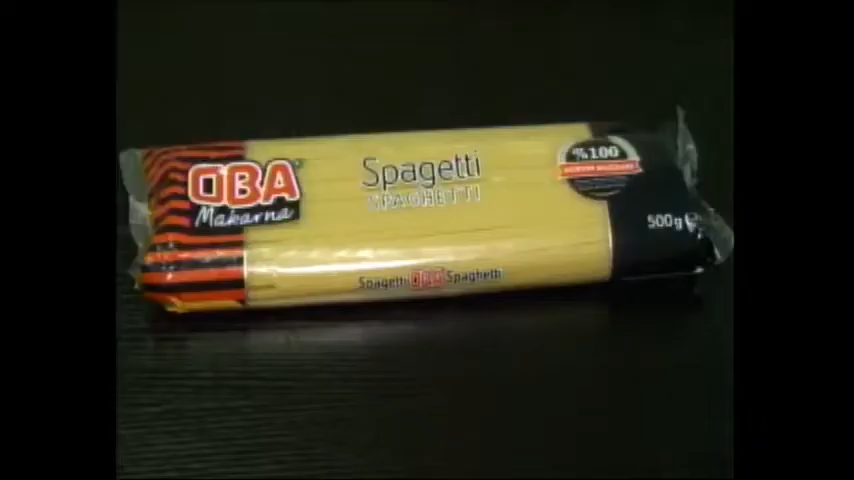 OBA
Makarna
Spagetti
SPAGHETTI
%100
500g ℮
Spagetti OBA Spaghetti